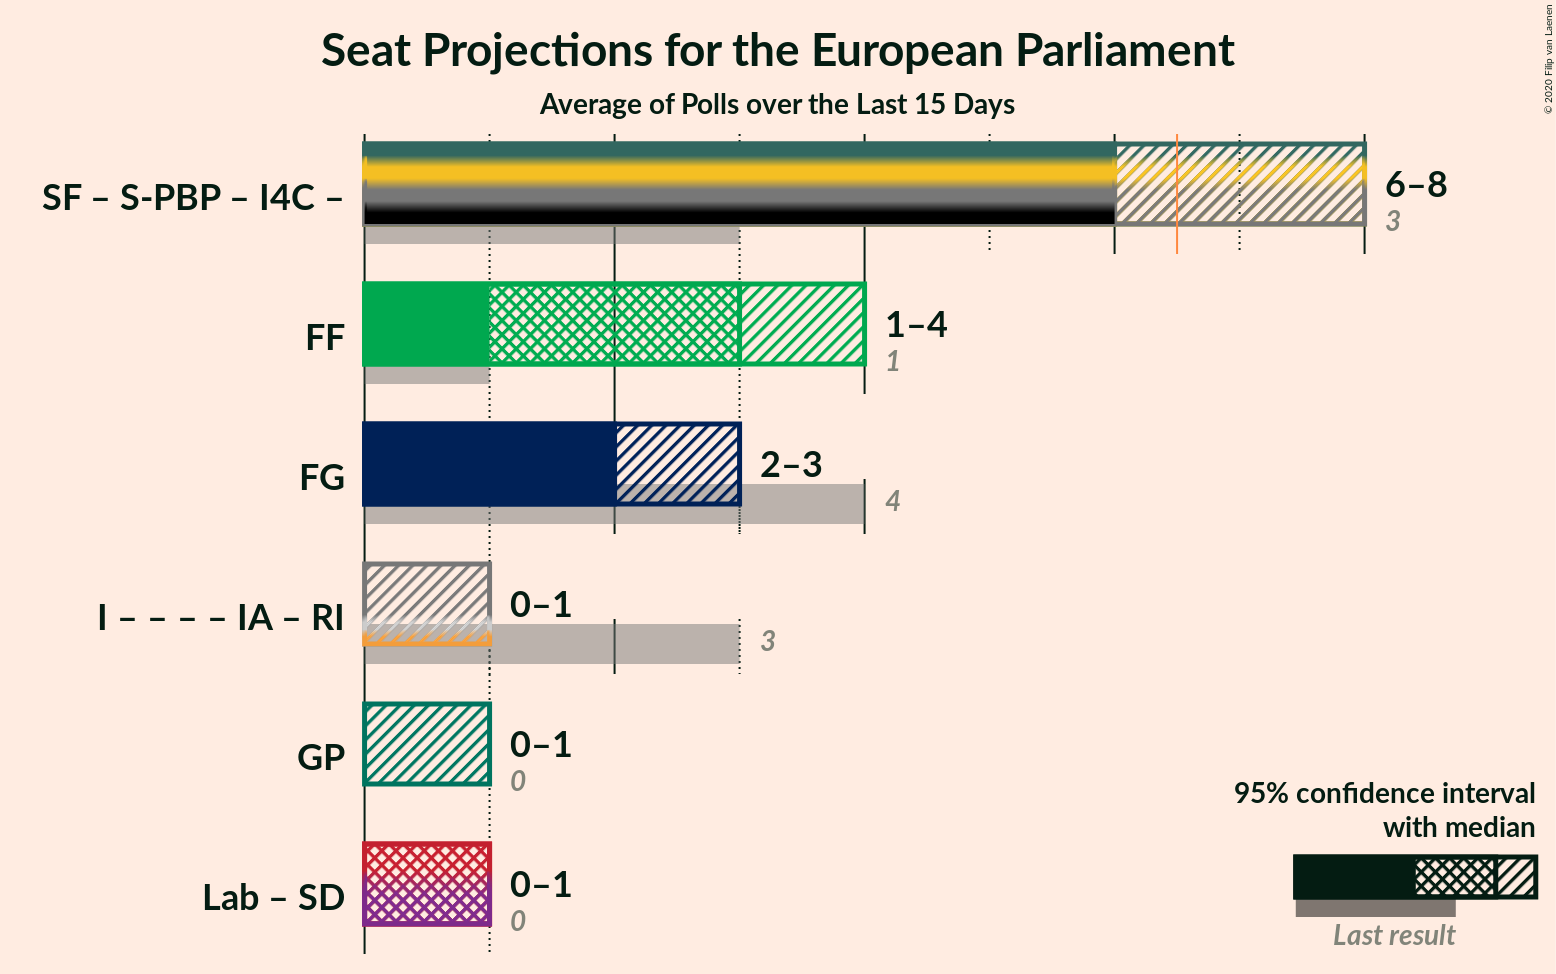 Seat Projections for the European Parliament
Average of Polls over the Last 15 Days
© 2020 Filip van Laenen
SF – S-PBP – I4C –
6–8
3
FF
1–4
1
FG
2–3
4
I – – – – IA – RI
0–1
3
GP
0–1
0
Lab – SD
0–1
0
95% confidence interval
with median
Last result